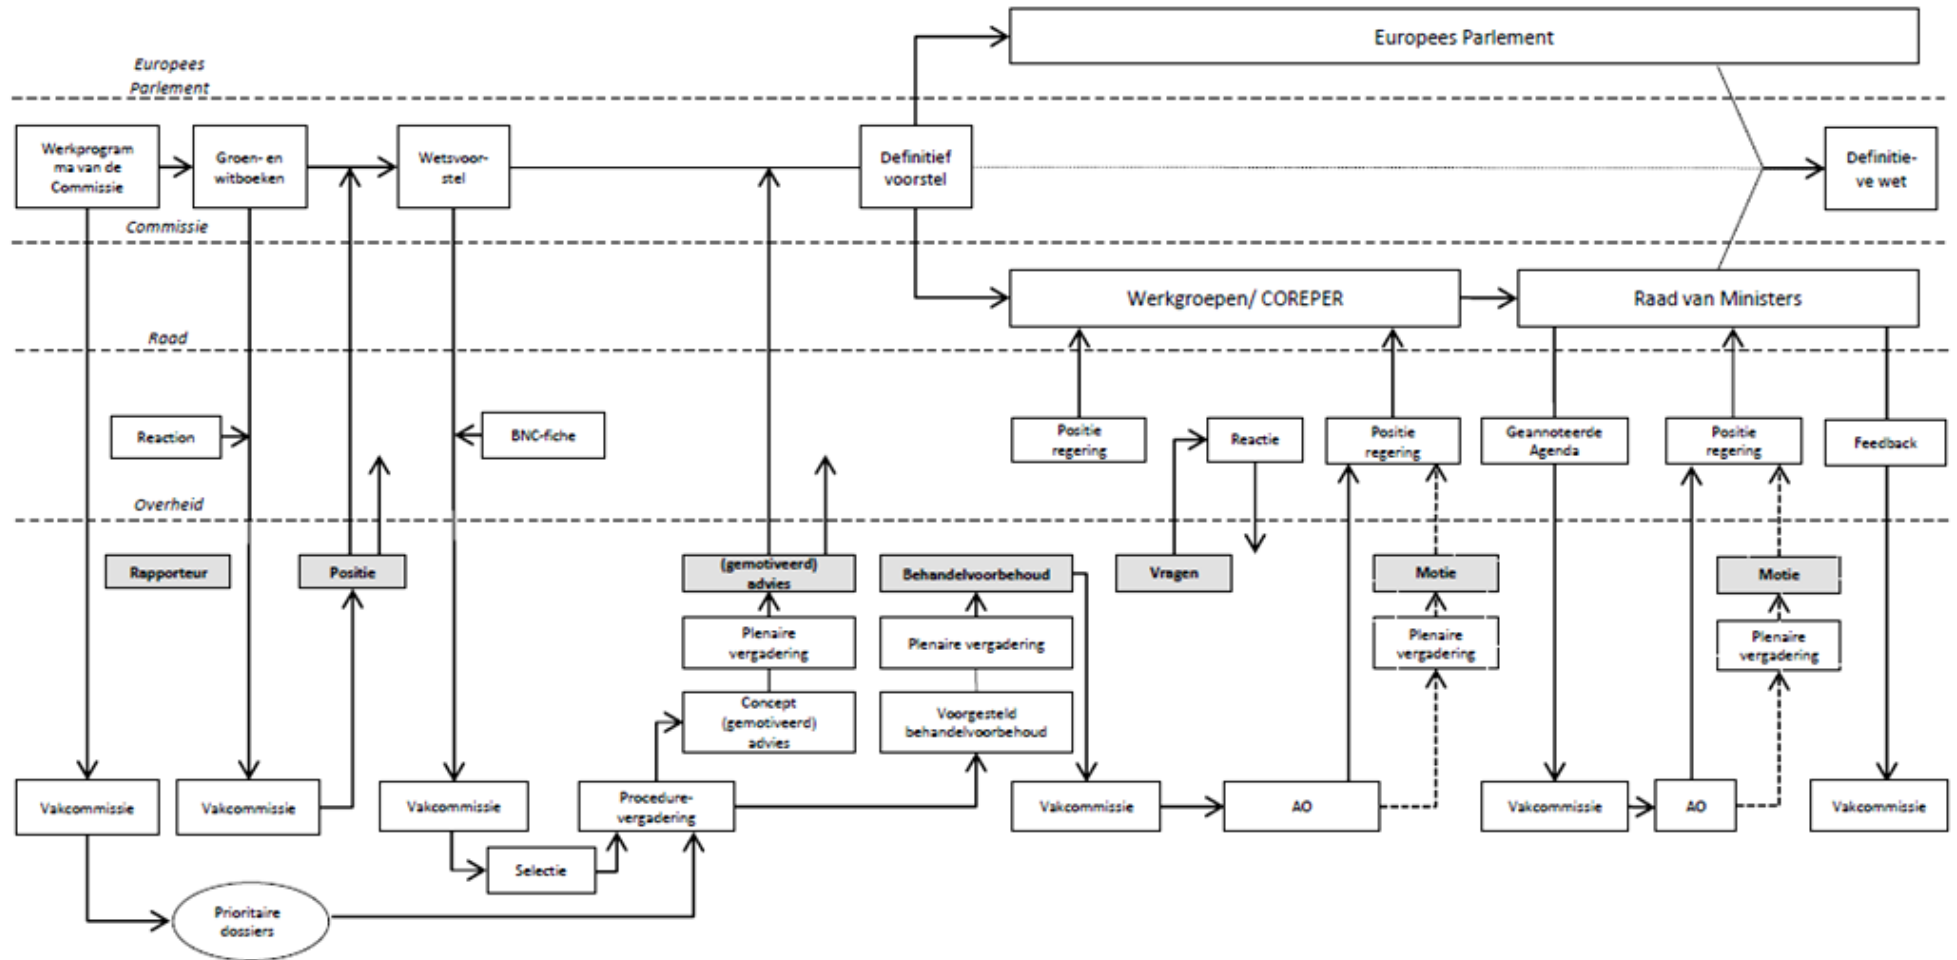 Europees Parlement
Europees
Parlement
Werkprogram
ma van de
Commissie
Groen- en
witboeken
Wetsvoor-
stel
Definitief
voorstel
Definitie-
ve wet
Commissie
Werkgroepen/ COREPER
Raad van Ministers
Raad
Reaction
BNC-fiche
Positie
regering
Reactie
Positie
regering
Geannoteerde
Agenda
Positie
regering
Feedback
Overheid
Rapporteur
Positie
(gemotiveerd)
advies
Behandelvoorbehoud
Vragen
Motie
Motie
Plenaire
vergadering
Plenaire vergadering
Plenaire
vergadering
Plenaire
vergadering
Concept
(gemotiveerd)
advies
Voorgesteld
behandelvoorbehoud
Vakcommissie
Vakcommissie
Vakcommissie
Procedure-
vergadering
Vakcommissie
AO
Vakcommissie
AO
Vakcommissie
Selectie
Prioritaire
dossiers